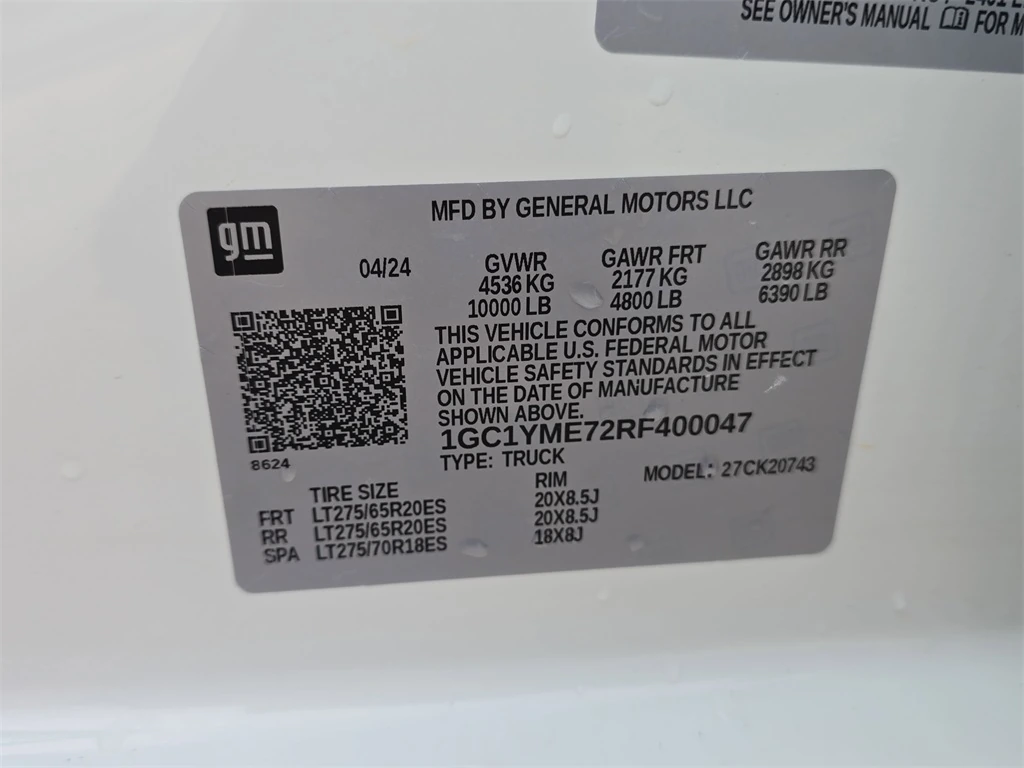 SEE OWNER'S MANUAL FOR M
gm
MFD BY GENERAL MOTORS LLC
04/24
GVWR GAWR FRT GAWR RR
4536 KG 2177 KG 2898 KG
10000 LB 4800 LB 6390 LB
THIS VEHICLE CONFORMS TO ALL
APPLICABLE U.S. FEDERAL MOTOR
VEHICLE SAFETY STANDARDS IN EFFECT
ON THE DATE OF MANUFACTURE
SHOWN ABOVE.
1GC1YME72RF400047
8624
TYPE: TRUCK MODEL: 27CK20743
TIRE SIZE RIM
FRT LT275/65R20ES 20X8.5J
RR LT275/65R20ES 20X8.5J
SPA LT275/70R18ES 18X8J